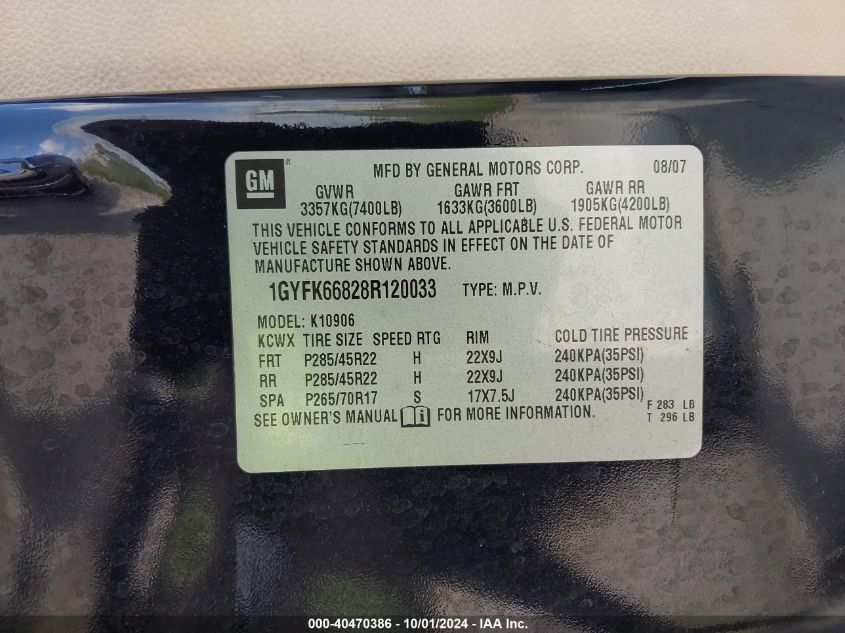 GM ® MFD BY GENERAL MOTORS CORP. 08/07
GVWR GAWR FRT GAWR RR
3357KG(7400LB) 1633KG(3600LB) 1905KG(4200LB)
THIS VEHICLE CONFORMS TO ALL APPLICABLE U.S. FEDERAL MOTOR
VEHICLE SAFETY STANDARDS IN EFFECT ON THE DATE OF
MANUFACTURE SHOWN ABOVE.
1GYFK66828R120033 TYPE: M.P.V.
MODEL: K10906
KCWX TIRE SIZE SPEED RTG RIM COLD TIRE PRESSURE
FRT P285/45R22 H 22X9J 240KPA(35PSI)
RR P285/45R22 H 22X9J 240KPA(35PSI)
SPA P265/70R17 S 17X7.5J 240KPA(35PSI)
SEE OWNER'S MANUAL FOR MORE INFORMATION.
F 283 LB
T 296 LB
000-40470386 - 10/01/2024 - IAA Inc.